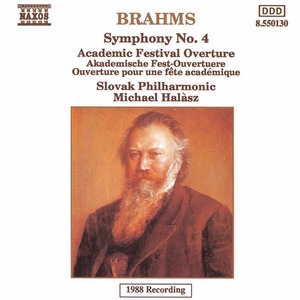 NAXOS
BRAHMS
DDD
8.550130
Symphony No. 4
Academic Festival Overture
Akademische Fest-Ouvertuere
Ouverture pour une fête académique
Slovak Philharmonic
Michael Halàsz
1988 Recording